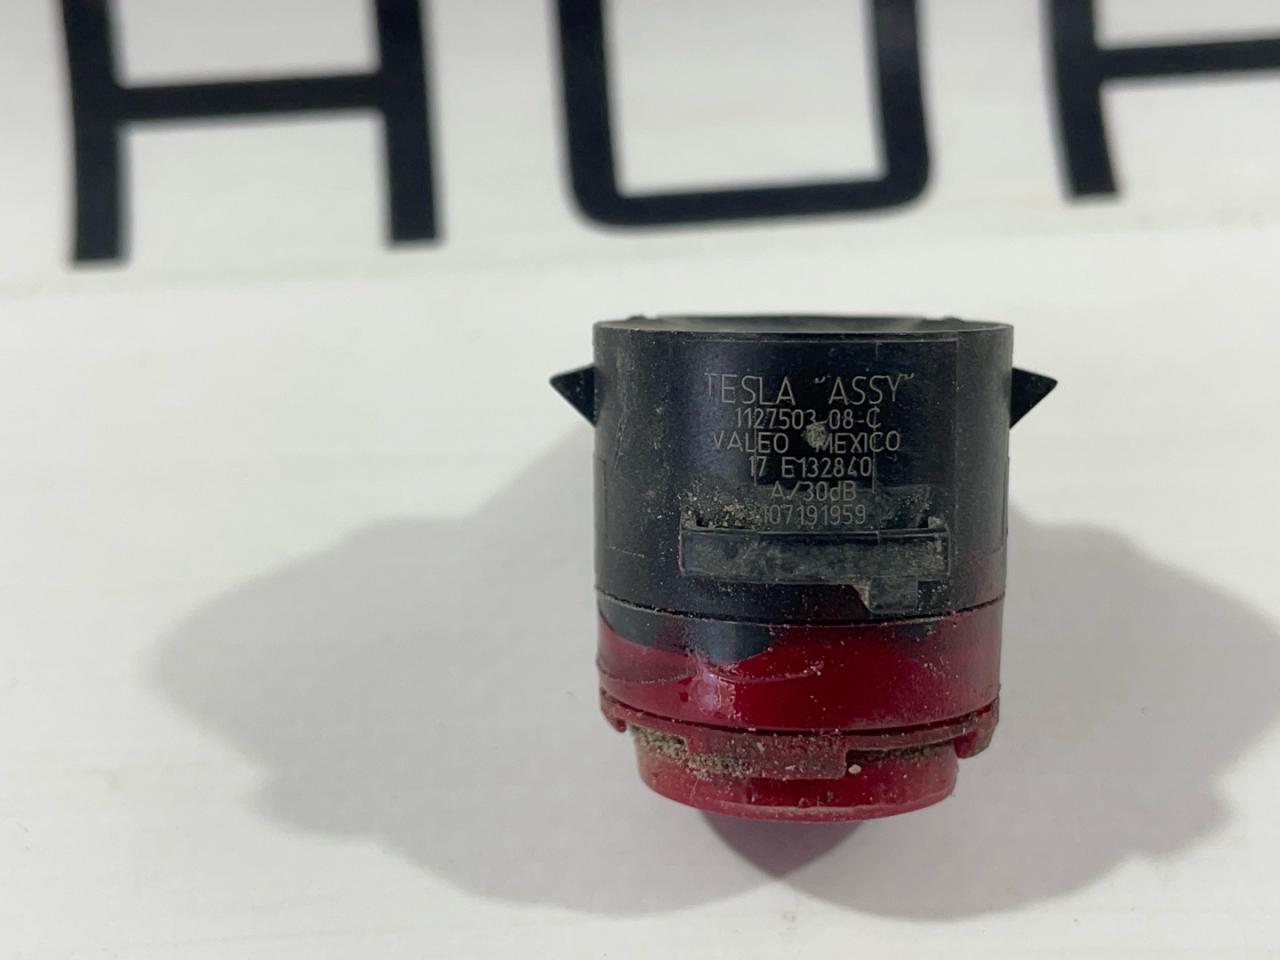 TESLA "ASSY"
1127503-08-C
VALEO MEXICO
17 E132840
A/30dB
107191959